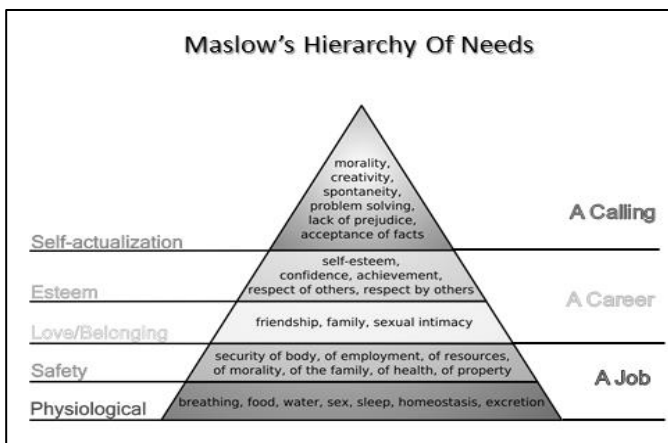 Maslow's Hierarchy Of Needs
morality,
creativity,
spontaneity,
problem solving,
lack of prejudice,
acceptance of facts
A Calling
Self-actualization
self-esteem,
confidence, achievement,
respect of others, respect by others
Esteem
A Career
friendship, family, sexual intimacy
Love/Belonging
security of body, of employment, of resources,
of morality, of the family, of health, of property
Safety
A Job
Physiological
breathing, food, water, sex, sleep, homeostasis, excretion